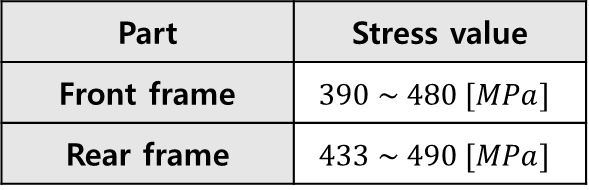 Part Stress value
Front frame 390 ~ 480 [MPa]
Rear frame 433 ~ 490 [MPa]